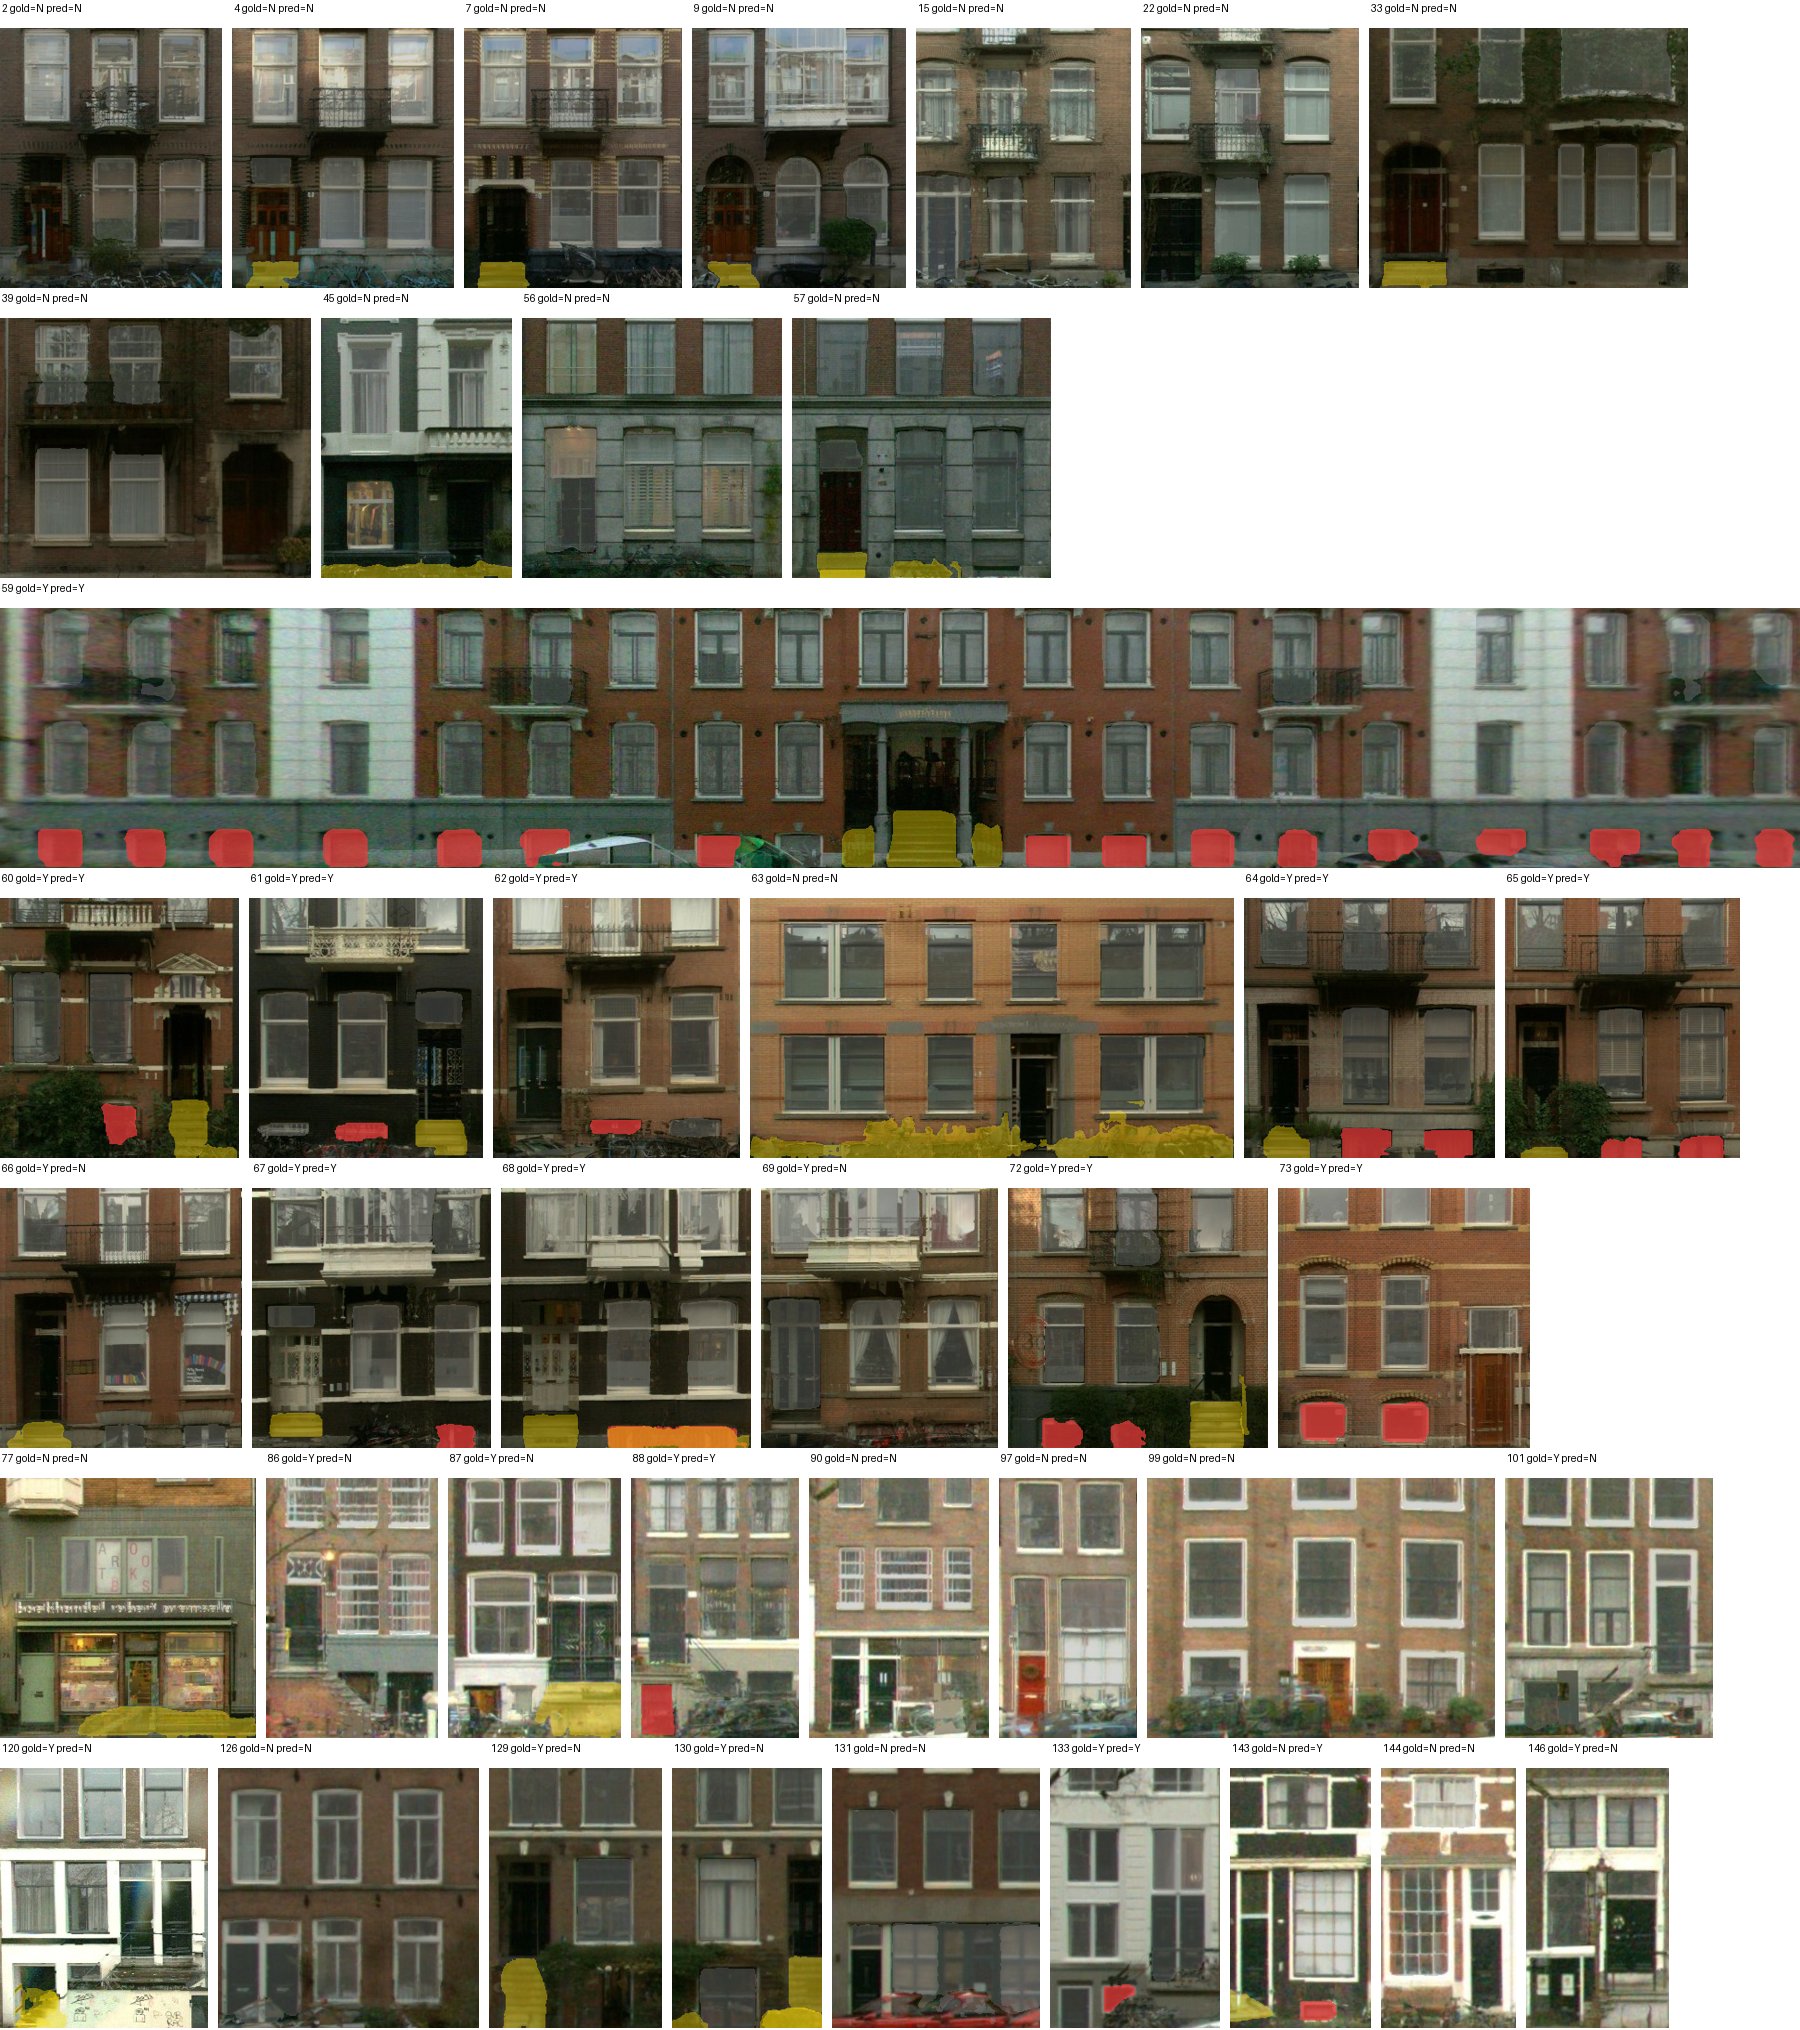 2 gold=N pred=N
4 gold=N pred=N
7 gold=N pred=N
9 gold=N pred=N
15 gold=N pred=N
22 gold=N pred=N
33 gold=N pred=N
39 gold=N pred=N
45 gold=N pred=N
56 gold=N pred=N
57 gold=N pred=N
59 gold=Y pred=Y
60 gold=Y pred=Y
61 gold=Y pred=Y
62 gold=Y pred=Y
63 gold=N pred=N
64 gold=Y pred=Y
65 gold=Y pred=Y
66 gold=Y pred=N
67 gold=Y pred=Y
68 gold=Y pred=Y
69 gold=Y pred=N
72 gold=Y pred=Y
73 gold=Y pred=Y
77 gold=N pred=N
86 gold=Y pred=N
87 gold=Y pred=N
88 gold=Y pred=Y
90 gold=N pred=N
97 gold=N pred=N
99 gold=N pred=N
101 gold=Y pred=N
A O
R O
T K
B S
120 gold=Y pred=N
126 gold=N pred=N
129 gold=Y pred=N
130 gold=Y pred=N
131 gold=N pred=N
133 gold=Y pred=Y
143 gold=N pred=Y
144 gold=N pred=N
146 gold=Y pred=N